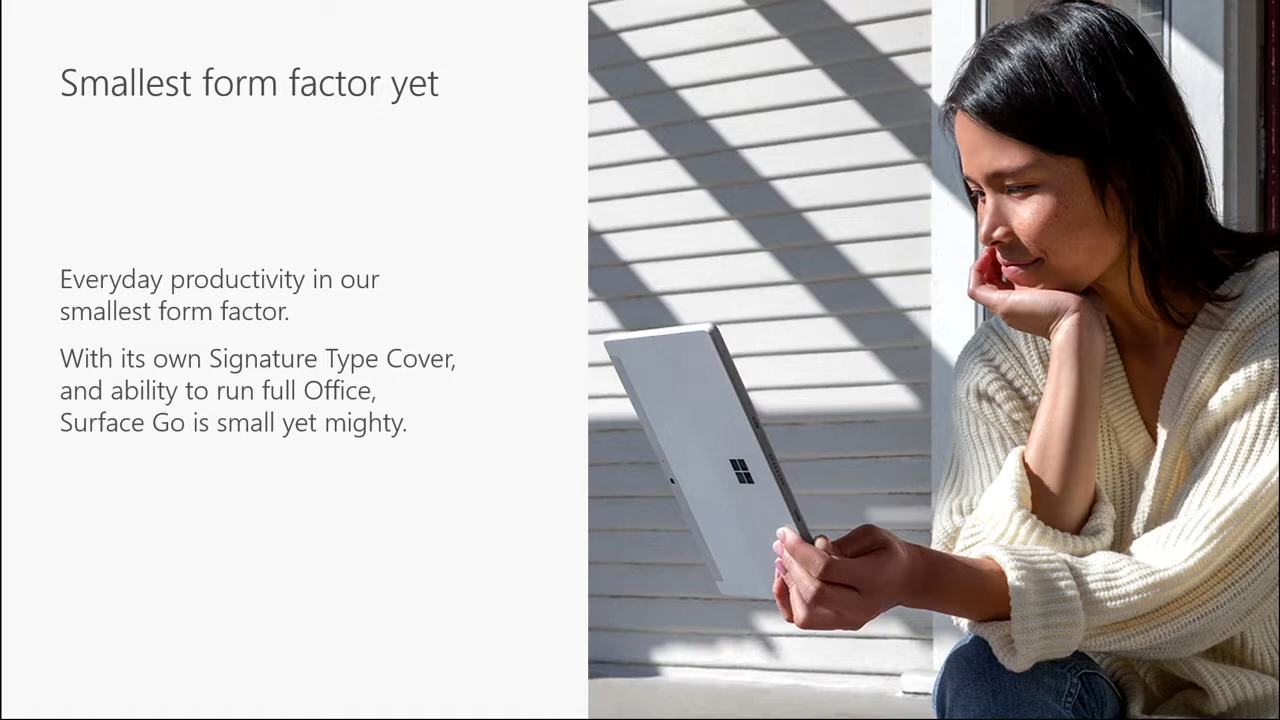 Smallest form factor yet
Everyday productivity in our
smallest form factor.
With its own Signature Type Cover,
and ability to run full Office,
Surface Go is small yet mighty.